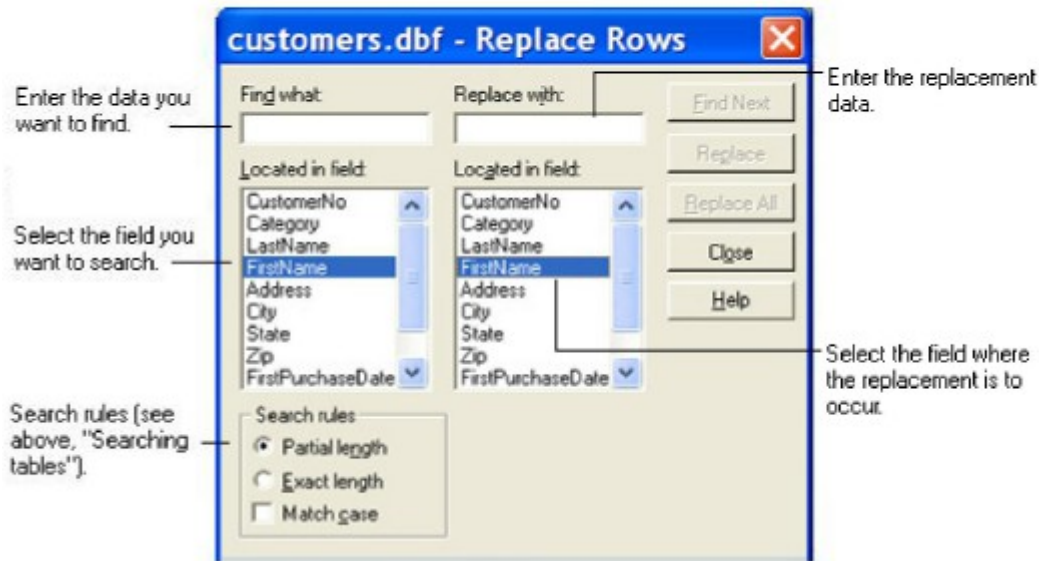 customers.dbf - Replace Rows
Enter the data you
want to find.
Find what:
Replace with:
Find Next
Enter the replacement
data.
Replace
Located in field:
Located in field:
Replace All
Select the field you
want to search.
CustomerNo
Category
LastName
FirstName
Address
City
State
Zip
FirstPurchaseDate
CustomerNo
Category
LastName
FirstName
Address
City
State
Zip
FirstPurchaseDate
Close
Help
Select the field where
the replacement is to
occur.
Search rules (see
above, "Searching
tables").
Search rules
Partial length
Exact length
Match case